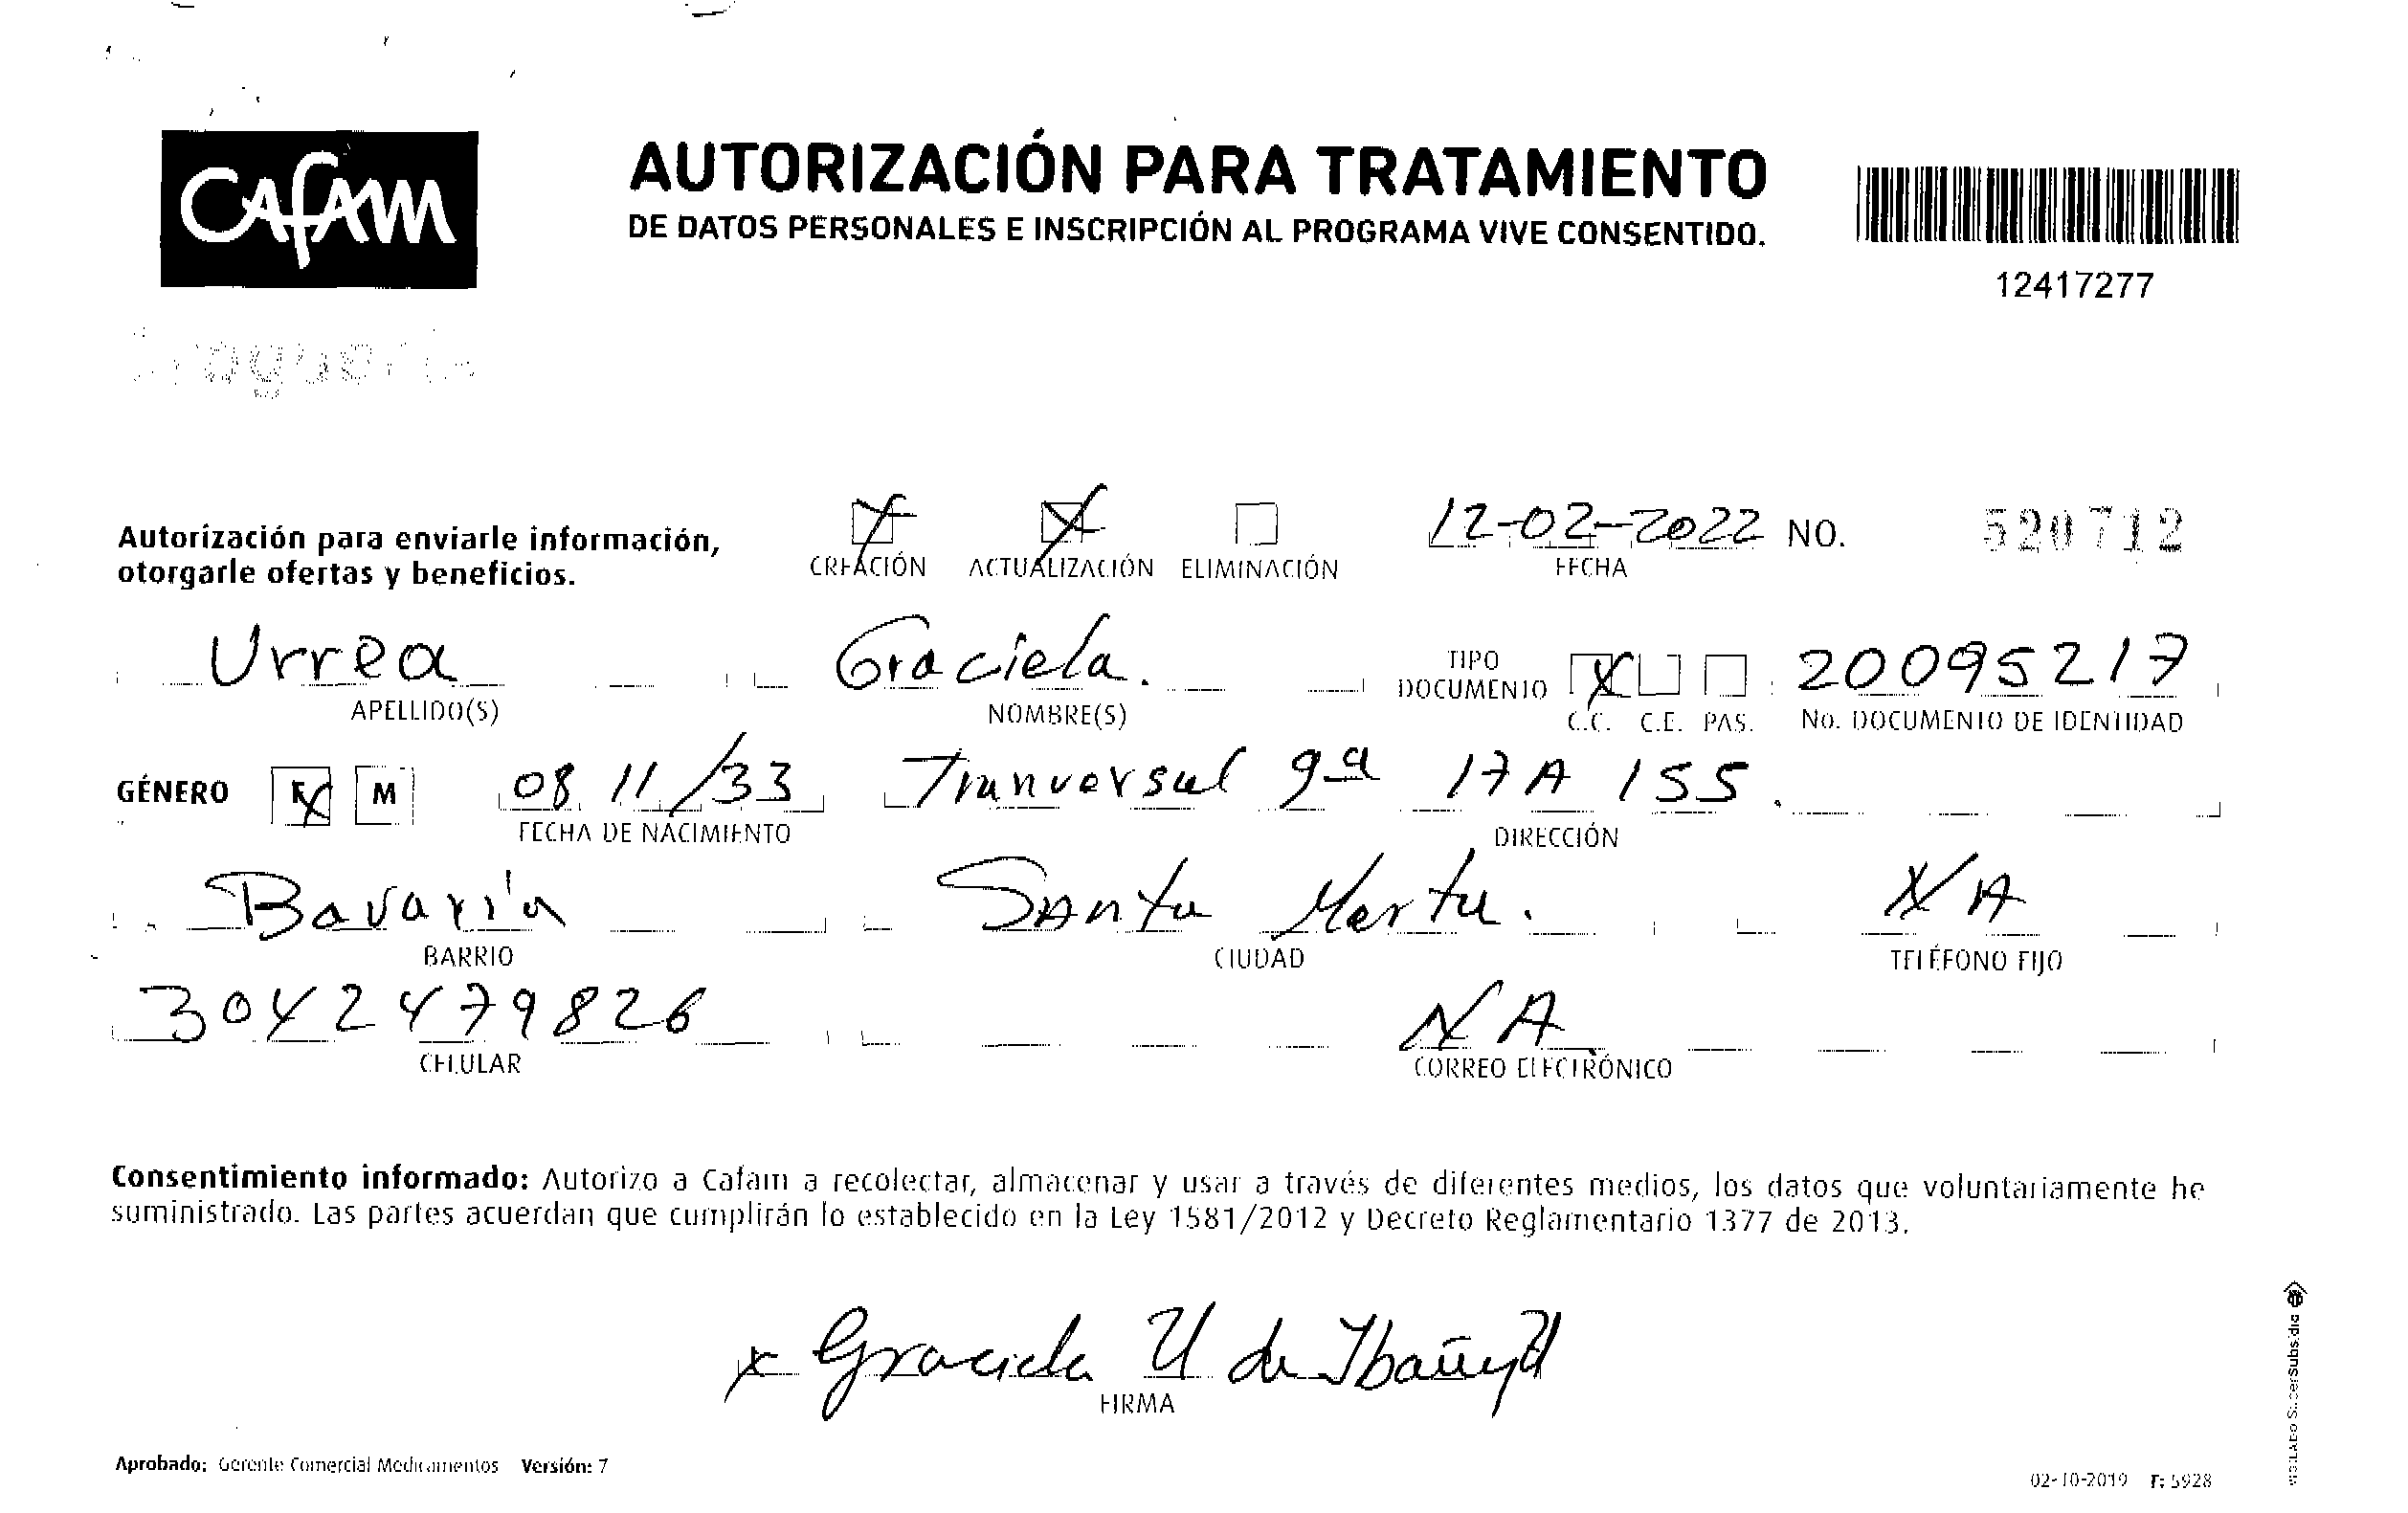 Cafam
AUTORIZACIÓN PARA TRATAMIENTO
DE DATOS PERSONALES E INSCRIPCIÓN AL PROGRAMA VIVE CONSENTIDO.
12417277
Droguería
Autorización para enviarle información,
otorgarle ofertas y beneficios.
CREACIÓN ACTUALIZACIÓN ELIMINACIÓN
12-02-2022 NO. 520712
FECHA
Urrea Graciela. TIPO DOCUMENTO X 20095217
APELLIDO(S) NOMBRE(S) C.C. C.E. PAS. No. DOCUMENTO DE IDENTIDAD
GÉNERO F M 08 11/33 Tranversal 9ª 17A 155.
FECHA DE NACIMIENTO DIRECCIÓN
Bavaria Santa Marta. NA
BARRIO CIUDAD TELÉFONO FIJO
3042479826 NA
CELULAR CORREO ELECTRÓNICO
Consentimiento informado: Autorizo a Cafam a recolectar, almacenar y usar a través de diferentes medios, los datos que voluntariamente he
suministrado. Las partes acuerdan que cumplirán lo establecido en la Ley 1581/2012 y Decreto Reglamentario 1377 de 2013.
x Graciela U de Ibañez
FIRMA
Aprobado: Gerente Comercial Medicamentos Versión: 7
02-10-2019 F: 5928
VIGILADO SuperSubsidio